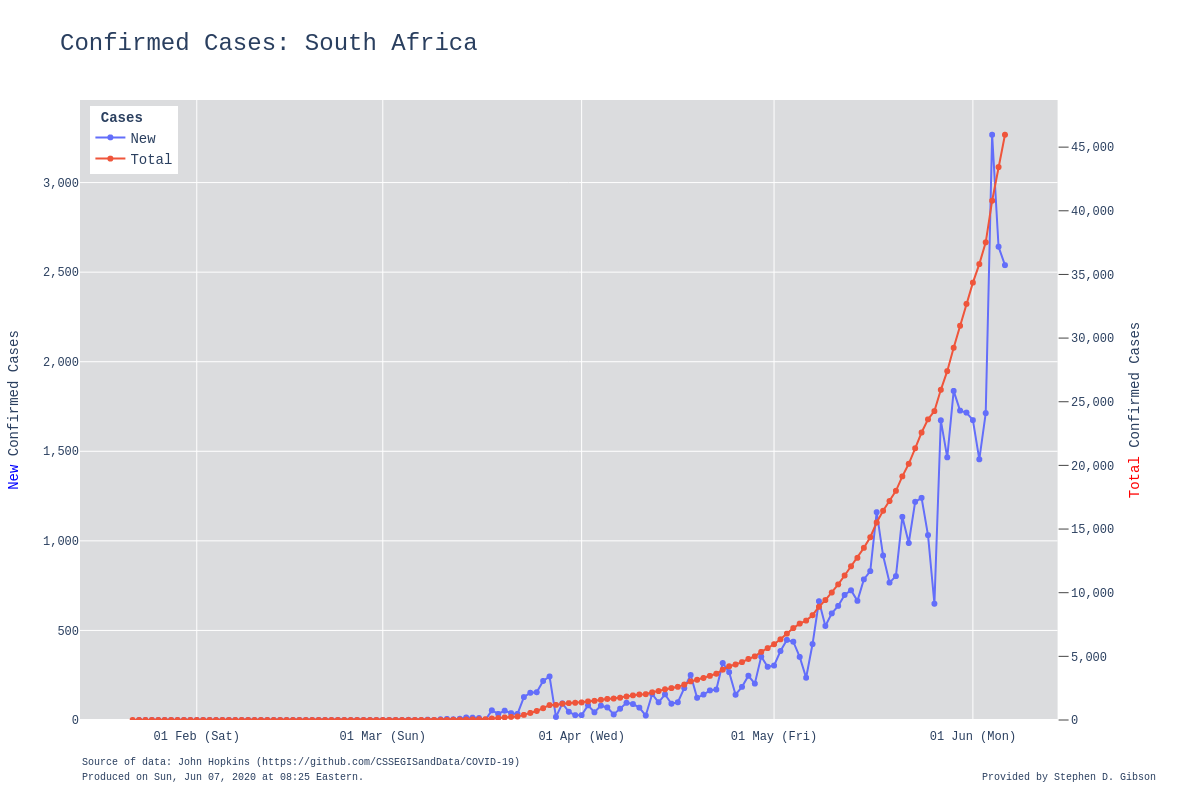 Confirmed Cases: South Africa
Cases
New
Total
3,000
2,500
2,000
1,500
1,000
500
0
New Confirmed Cases
45,000
40,000
35,000
30,000
25,000
20,000
15,000
10,000
5,000
0
Total Confirmed Cases
01 Feb (Sat)
01 Mar (Sun)
01 Apr (Wed)
01 May (Fri)
01 Jun (Mon)
Source of data: John Hopkins (https://github.com/CSSEGISandData/COVID-19)
Produced on Sun, Jun 07, 2020 at 08:25 Eastern.
Provided by Stephen D. Gibson